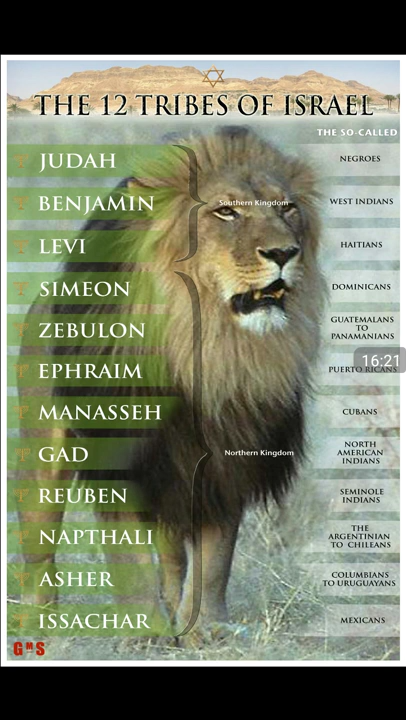 THE 12 TRIBES OF ISRAEL
THE SO-CALLED
JUDAH
NEGROES
BENJAMIN
Southern Kingdom
WEST INDIANS
LEVI
HAITIANS
SIMEON
DOMINICANS
ZEBULON
GUATEMALANS
TO
PANAMANIANS
16:21
EPHRAIM
PUERTO RICANS
MANASSEH
CUBANS
GAD
Northern Kingdom
NORTH
AMERICAN
INDIANS
REUBEN
SEMINOLE
INDIANS
NAPTHALI
THE
ARGENTINIAN
TO CHILEANS
ASHER
COLUMBIANS
TO URUGUAYANS
ISSACHAR
MEXICANS
GMS